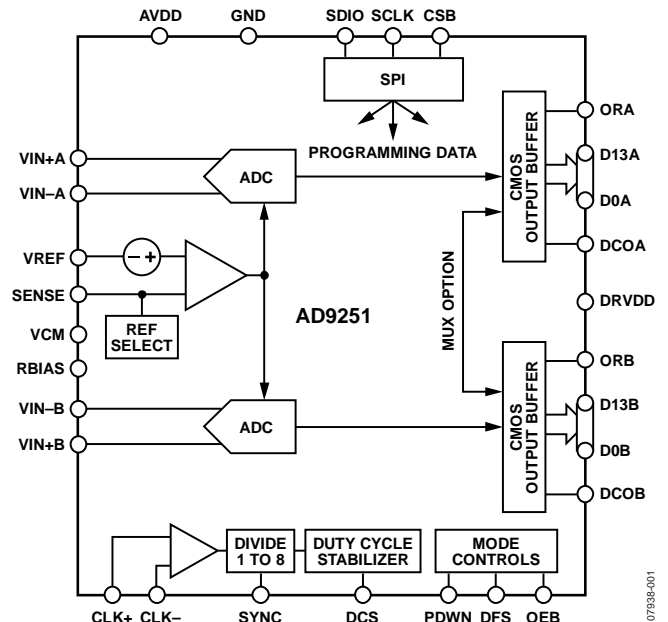 AVDD GND SDIO SCLK CSB
SPI
PROGRAMMING DATA
VIN+A
VIN–A
ADC
VREF
– +
SENSE
REF
SELECT
VCM
RBIAS
AD9251
VIN–B
VIN+B
ADC
MUX OPTION
CMOS
OUTPUT BUFFER
ORA
D13A
D0A
DCOA
DRVDD
CMOS
OUTPUT BUFFER
ORB
D13B
D0B
DCOB
DIVIDE
1 TO 8
DUTY CYCLE
STABILIZER
MODE
CONTROLS
CLK+ CLK– SYNC DCS PDWN DFS OEB
07938-001